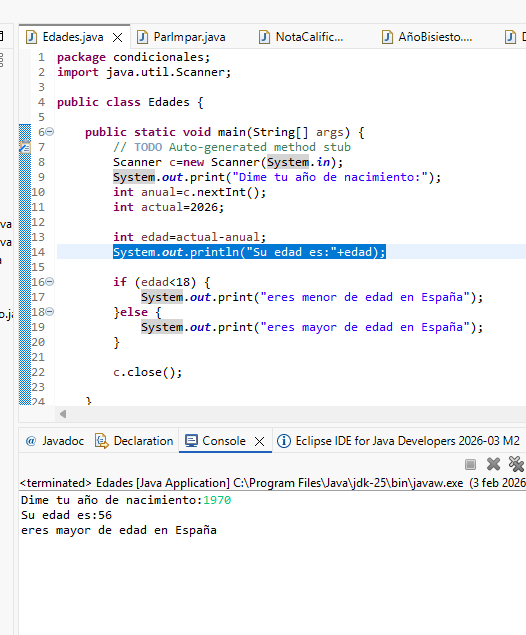 Edades.java
ParImpar.java
NotaCalific...
AñoBisiesto....
1 package condicionales;
2 import java.util.Scanner;
3
4 public class Edades {
5
6 public static void main(String[] args) {
7 // TODO Auto-generated method stub
8 Scanner c=new Scanner(System.in);
9 System.out.print("Dime tu año de nacimiento:");
10 int anual=c.nextInt();
11 int actual=2026;
12
13 int edad=actual-anual;
14 System.out.println("Su edad es:"+edad);
15
16 if (edad<18) {
17 System.out.print("eres menor de edad en España");
18 }else {
19 System.out.print("eres mayor de edad en España");
20 }
21
22 c.close();
23
24 }
@ Javadoc Declaration Console Eclipse IDE for Java Developers 2026-03 M2
<terminated> Edades [Java Application] C:\Program Files\Java\jdk-25\bin\javaw.exe (3 feb 2026
Dime tu año de nacimiento:1970
Su edad es:56
eres mayor de edad en España